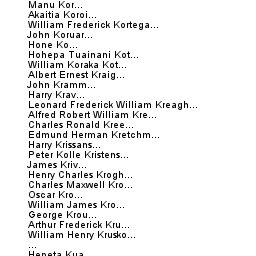 Manu Kor...
Akaitia Koroi...
William Frederick Kortega...
John Koruar...
Hone Ko...
Hohepa Tuainani Kot...
William Koraka Kot...
Albert Ernest Kraig...
John Kramm...
Harry Krav...
Leonard Frederick William Kreagh...
Alfred Robert William Kre...
Charles Ronald Kree...
Edmund Herman Kretchm...
Harry Krissans...
Peter Kolle Kristens...
James Kriv...
Henry Charles Krogh...
Charles Maxwell Kro...
Oscar Kro...
William James Kro...
George Krou...
Arthur Frederick Kru...
William Henry Krusko...
...
Heneta Kua